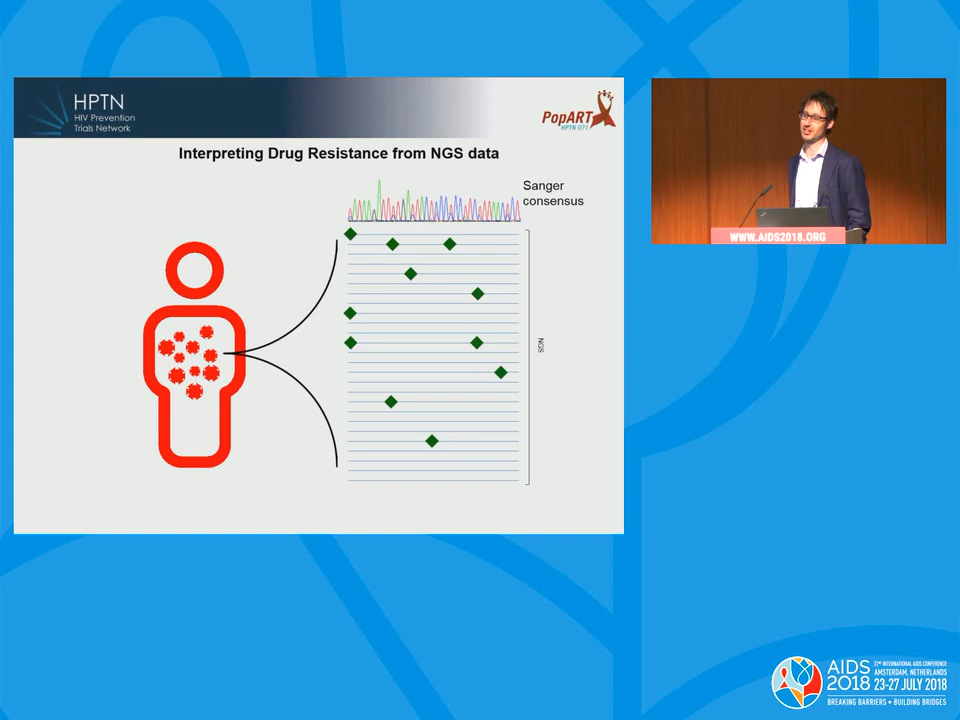 HPTN
HIV Prevention
Trials Network
PopART
HPTN 071
Interpreting Drug Resistance from NGS data
Sanger
consensus
NGS
WWW.AIDS2018.ORG
AIDS
2018
22ND INTERNATIONAL AIDS CONFERENCE
AMSTERDAM, NETHERLANDS
23-27 JULY 2018
BREAKING BARRIERS • BUILDING BRIDGES